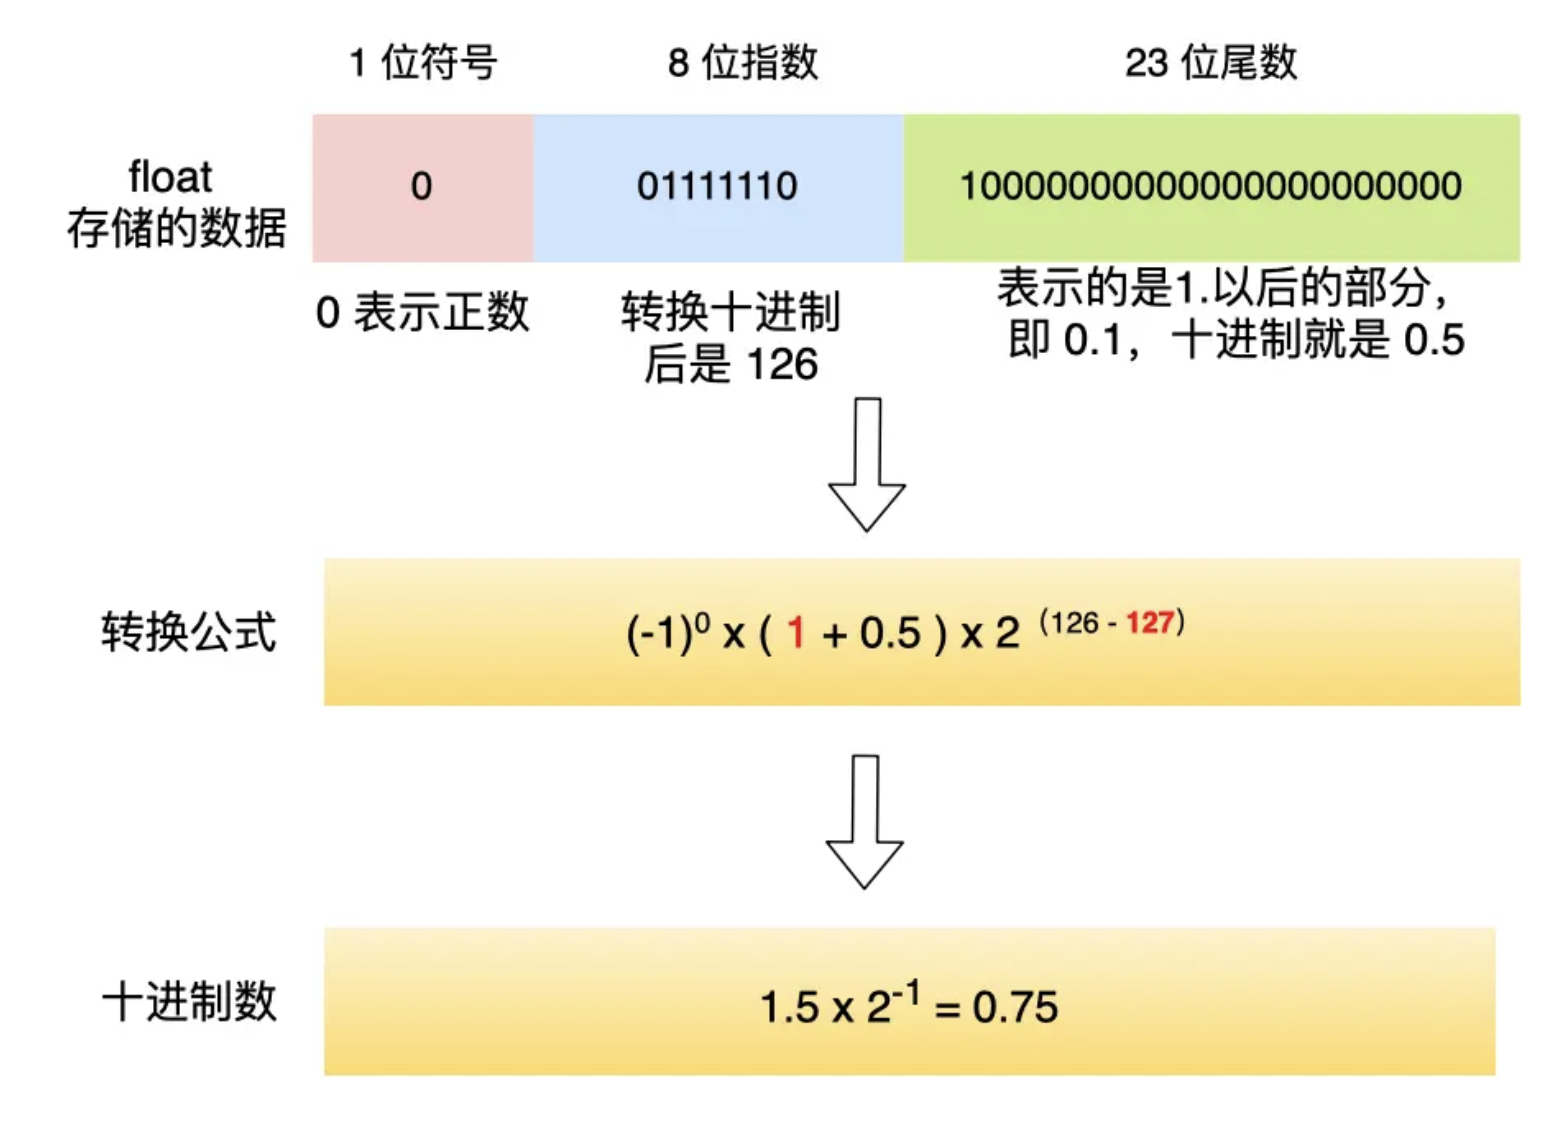 1 位符号
8 位指数
23 位尾数
float
存储的数据
0
01111110
10000000000000000000000
0 表示正数
转换十进制
后是 126
表示的是1.以后的部分，
即 0.1，十进制就是 0.5
转换公式
(-1)⁰ x ( 1 + 0.5 ) x 2 ⁽¹²⁶ ⁻ ¹²⁷⁾
十进制数
1.5 x 2⁻¹ = 0.75